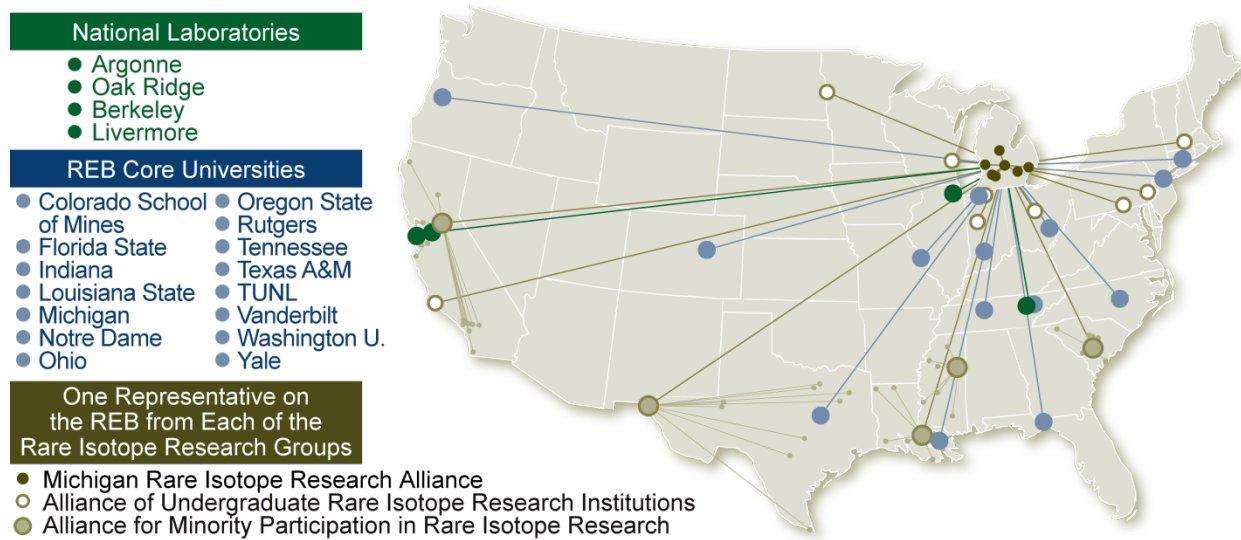 National Laboratories
Argonne
Oak Ridge
Berkeley
Livermore
REB Core Universities
Colorado School
of Mines
Florida State
Indiana
Louisiana State
Michigan
Notre Dame
Ohio
Oregon State
Rutgers
Tennessee
Texas A&M
TUNL
Vanderbilt
Washington U.
Yale
One Representative on
the REB from Each of the
Rare Isotope Research Groups
Michigan Rare Isotope Research Alliance
Alliance of Undergraduate Rare Isotope Research Institutions
Alliance for Minority Participation in Rare Isotope Research